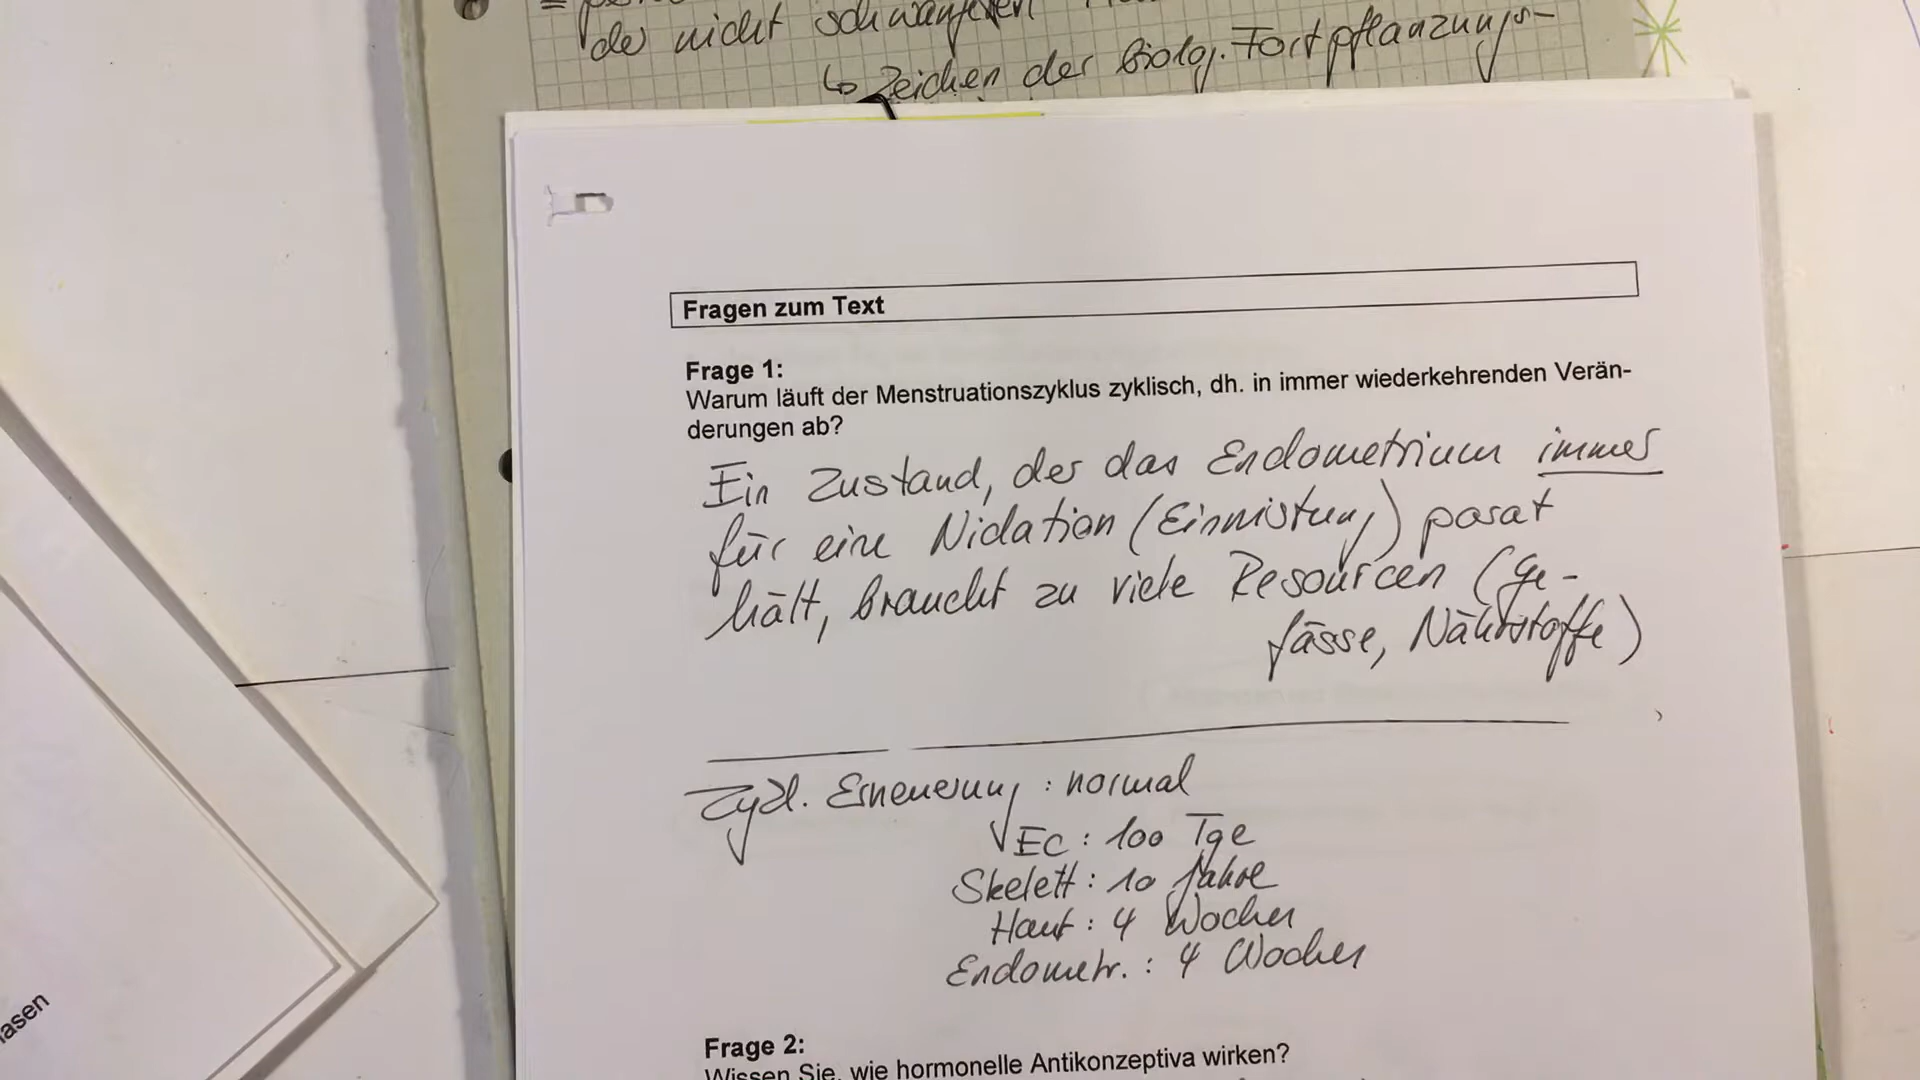 de nicht schwangeren
↳ Zeichen der biolog. Fortpflanzungs-
Fragen zum Text
Frage 1:
Warum läuft der Menstruationszyklus zyklisch, dh. in immer wiederkehrenden Verän-
derungen ab?
Ein Zustand, der das Endometrium immer
für eine Nidation (Einnistung) parat
hält, braucht zu viele Resourcen (Ge-
fässe, Nährstoffe)
Zykl. Erneuerung : normal
EC : 100 Tge
Skelett : 10 Jahre
Haut : 4 Wochen
Endometr. : 4 Wochen
Frage 2:
Wissen Sie, wie hormonelle Antikonzeptiva wirken?
asen